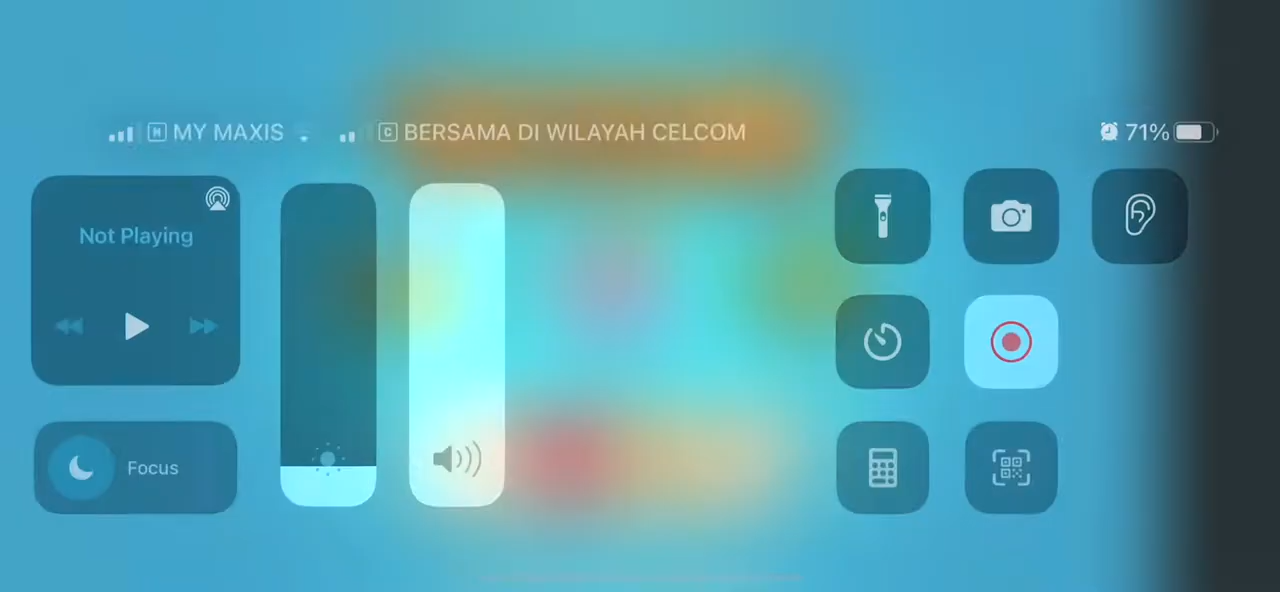 M MY MAXIS
C BERSAMA DI WILAYAH CELCOM
71%
Not Playing
Focus